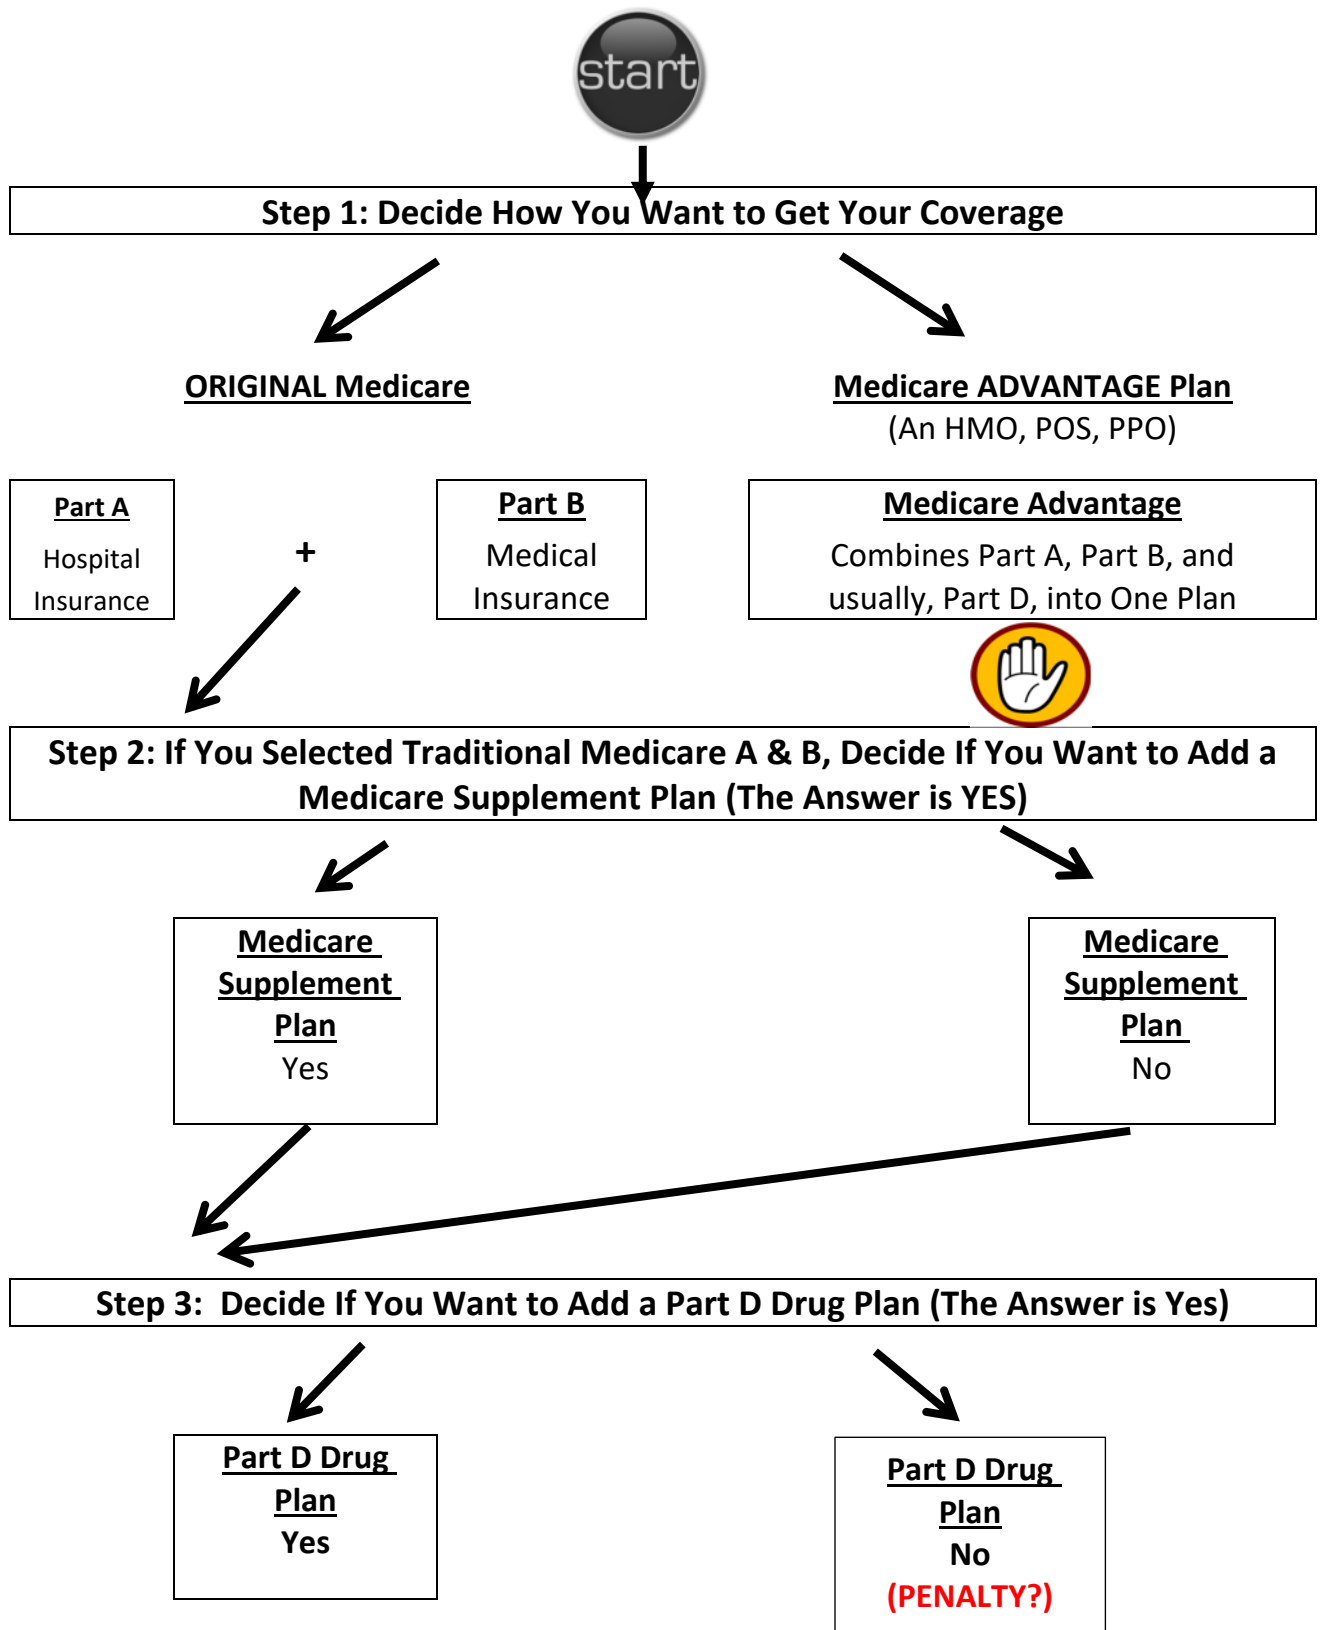 start
Step 1: Decide How You Want to Get Your Coverage
ORIGINAL Medicare
Medicare ADVANTAGE Plan
(An HMO, POS, PPO)
Part A
Hospital
Insurance
+
Part B
Medical
Insurance
Medicare Advantage
Combines Part A, Part B, and
usually, Part D, into One Plan
Step 2: If You Selected Traditional Medicare A & B, Decide If You Want to Add a
Medicare Supplement Plan (The Answer is YES)
Medicare
Supplement
Plan
Yes
Medicare
Supplement
Plan
No
Step 3:  Decide If You Want to Add a Part D Drug Plan (The Answer is Yes)
Part D Drug
Plan
Yes
Part D Drug
Plan
No
(PENALTY?)